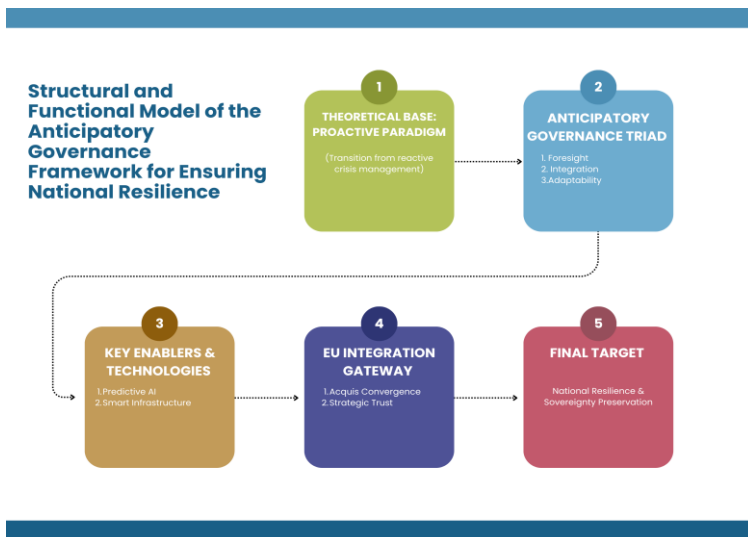 Structural and
Functional Model of the
Anticipatory
Governance
Framework for Ensuring
National Resilience
1
THEORETICAL BASE:
PROACTIVE PARADIGM
(Transition from reactive
crisis management)
2
ANTICIPATORY
GOVERNANCE TRIAD
1. Foresight
2. Integration
3.Adaptability
3
KEY ENABLERS &
TECHNOLOGIES
1.Predictive AI
2.Smart Infrastructure
4
EU INTEGRATION
GATEWAY
1.Acquis Convergence
2.Strategic Trust
5
FINAL TARGET
National Resilience &
Sovereignty Preservation